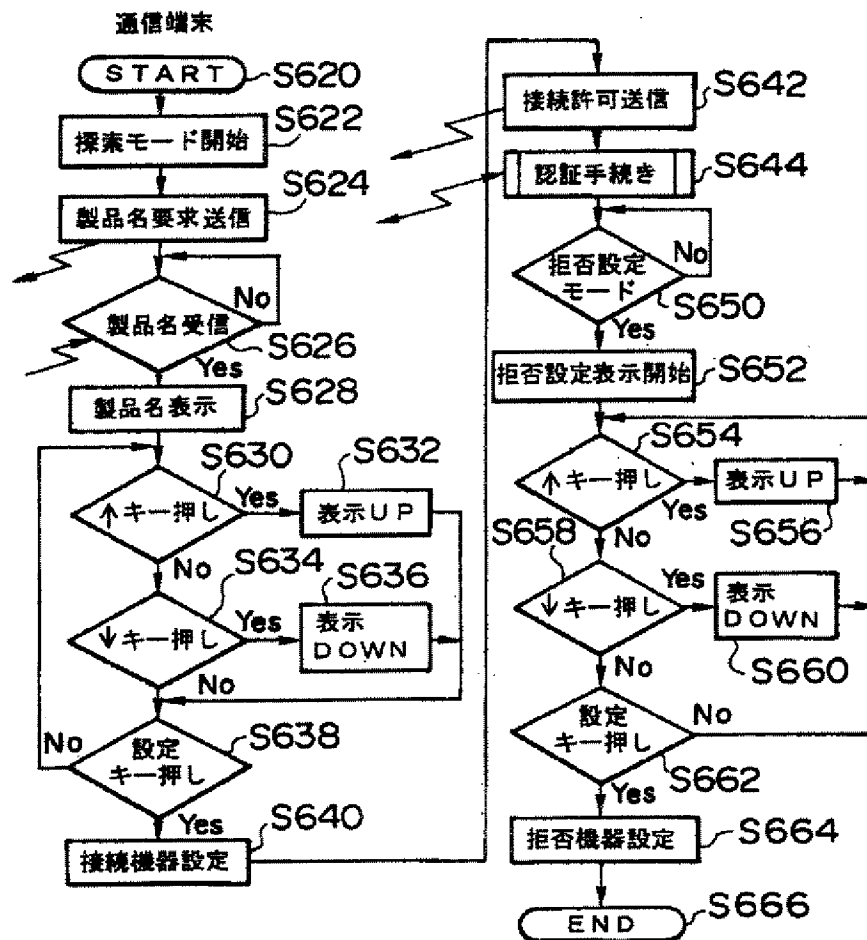 通信端末
START
S620
探索モード開始
S622
製品名要求送信
S624
製品名受信
No
S626
Yes
製品名表示
S628
↑キー押し
S630
Yes
表示UP
S632
No
↓キー押し
S634
Yes
表示
DOWN
S636
No
設定
キー押し
S638
No
Yes
接続機器設定
S640
接続許可送信
S642
認証手続き
S644
拒否設定
モード
No
S650
Yes
拒否設定表示開始
S652
↑キー押し
S654
Yes
表示UP
S656
No
↓キー押し
S658
Yes
表示
DOWN
S660
No
設定
キー押し
No
S662
Yes
拒否機器設定
S664
END
S666